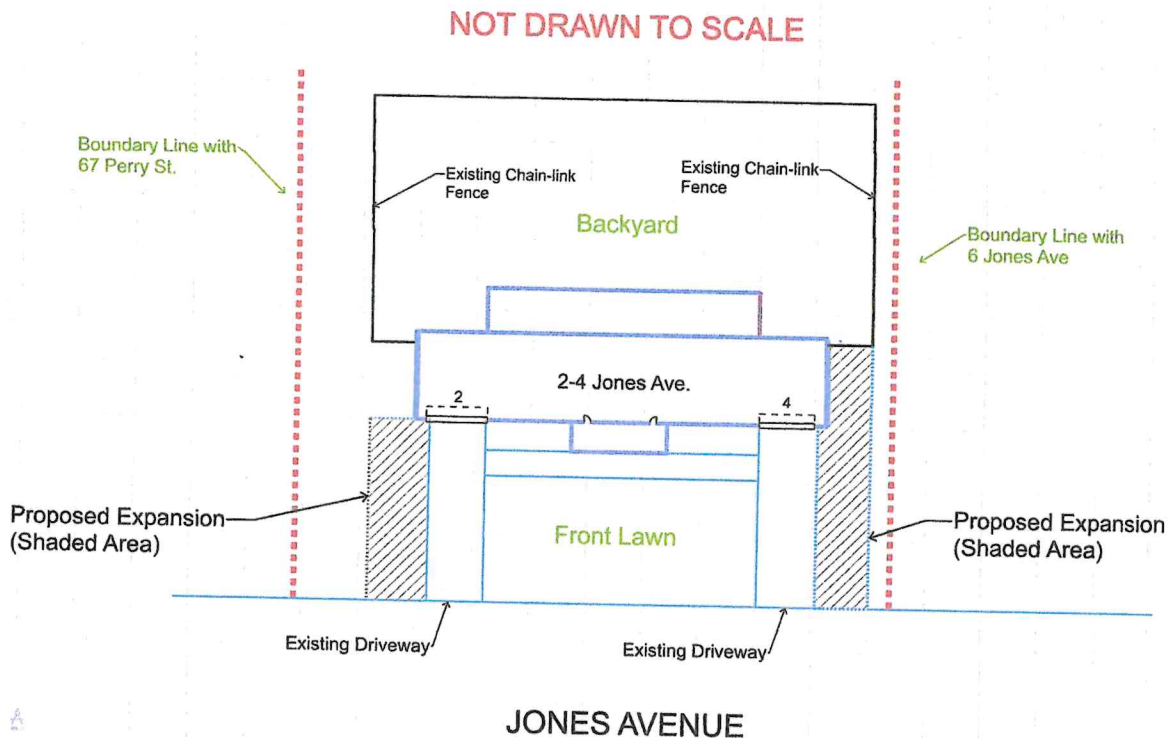 NOT DRAWN TO SCALE
Boundary Line with
67 Perry St.
Existing Chain-link
Fence
Existing Chain-link
Fence
Backyard
Boundary Line with
6 Jones Ave
2-4 Jones Ave.
2
4
Proposed Expansion
(Shaded Area)
Front Lawn
Proposed Expansion
(Shaded Area)
Existing Driveway
Existing Driveway
JONES AVENUE